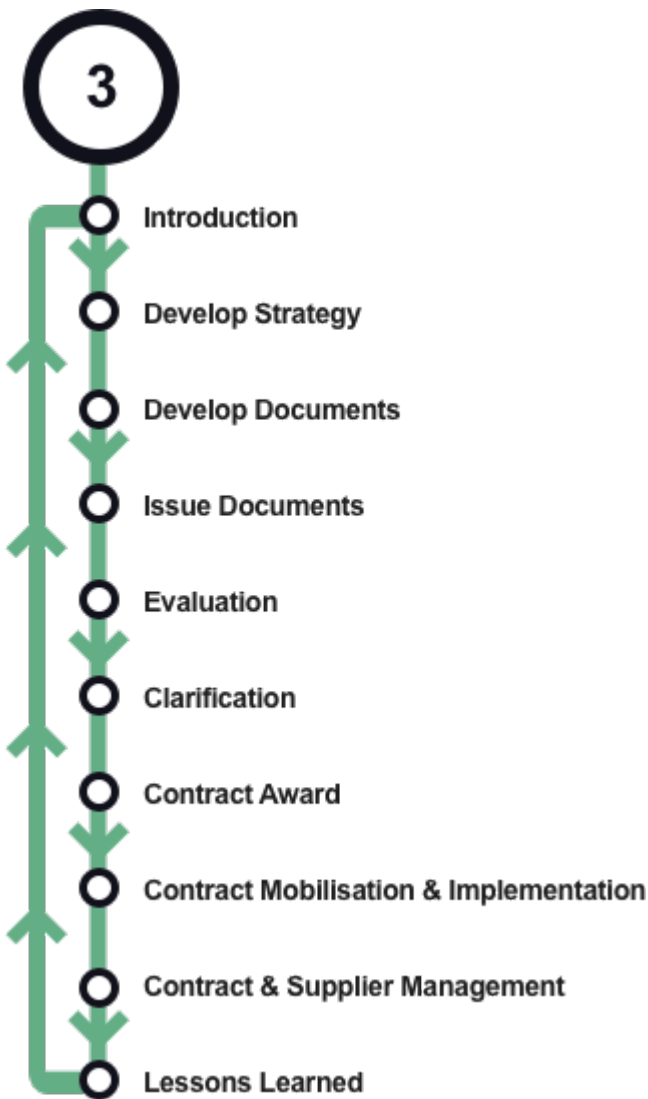 3
Introduction
Develop Strategy
Develop Documents
Issue Documents
Evaluation
Clarification
Contract Award
Contract Mobilisation & Implementation
Contract & Supplier Management
Lessons Learned